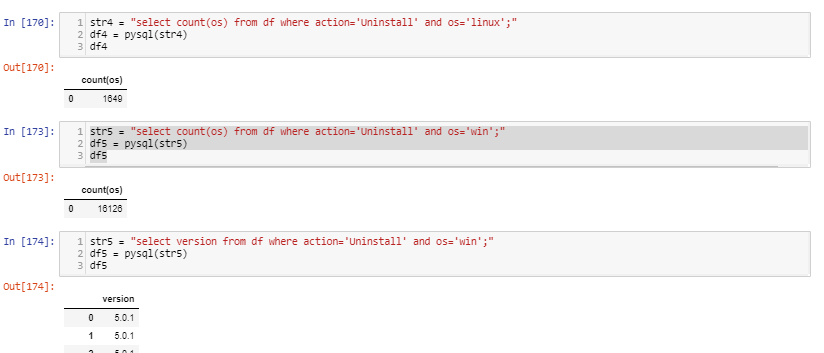 In [170]:
1 str4 = "select count(os) from df where action='Uninstall' and os='linux';"
2 df4 = pysql(str4)
3 df4
Out[170]:
count(os)
0 1649
In [173]:
1 str5 = "select count(os) from df where action='Uninstall' and os='win';"
2 df5 = pysql(str5)
3 df5
Out[173]:
count(os)
0 16126
In [174]:
1 str5 = "select version from df where action='Uninstall' and os='win';"
2 df5 = pysql(str5)
3 df5
Out[174]:
version
0 5.0.1
1 5.0.1
2 5.0.1